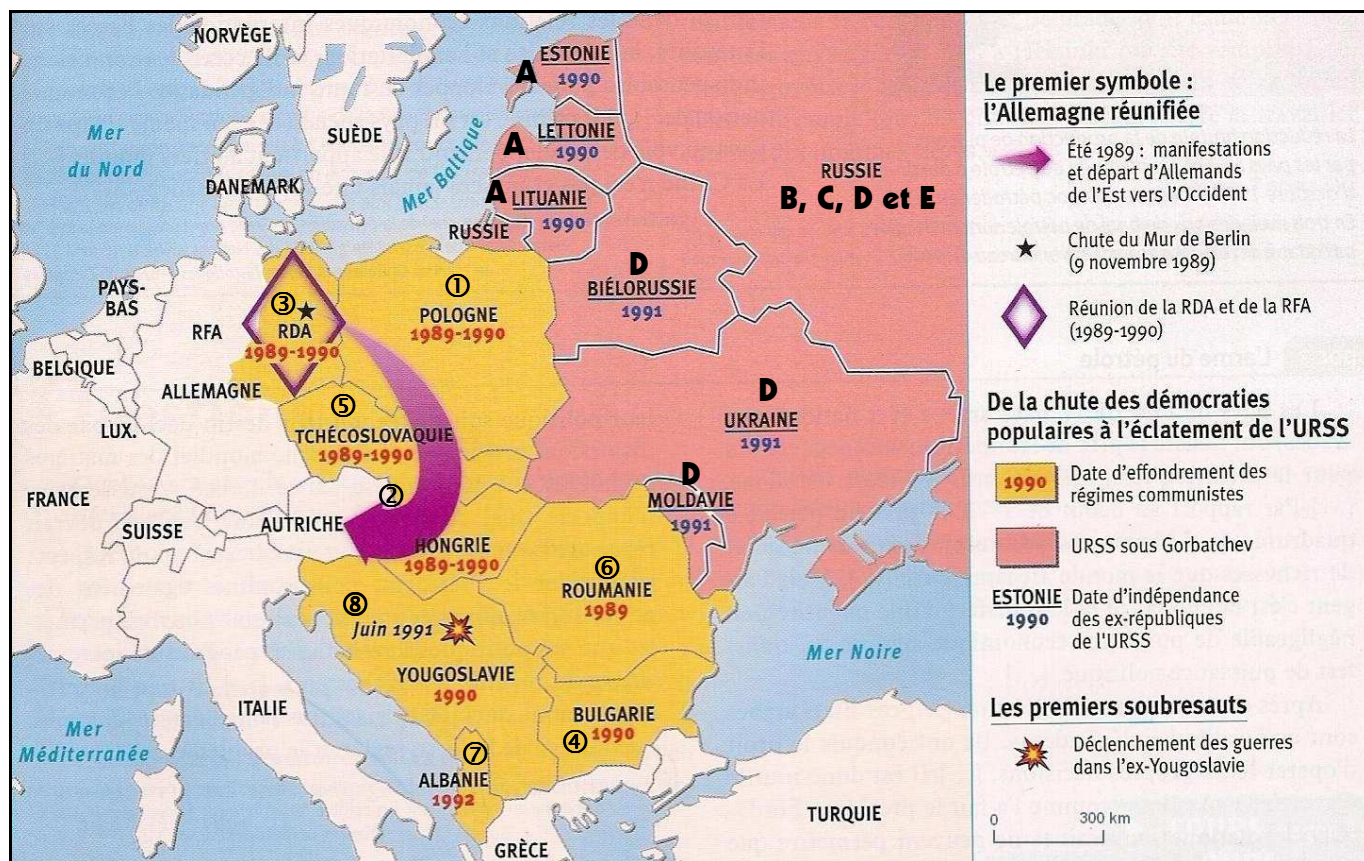 NORVÈGE
SUÈDE
Mer
du Nord
DANEMARK
Mer Baltique
A
ESTONIE
1990
A
LETTONIE
1990
A
LITUANIE
1990
RUSSIE
RUSSIE
B, C, D et E
D
BIÉLORUSSIE
1991
PAYS-
BAS
BELGIQUE
LUX.
RFA
ALLEMAGNE
③
RDA
1989-1990
①
POLOGNE
1989-1990
⑤
TCHÉCOSLOVAQUIE
1989-1990
D
UKRAINE
1991
D
MOLDAVIE
1991
FRANCE
SUISSE
②
AUTRICHE
HONGRIE
1989-1990
⑥
ROUMANIE
1989
⑧
Juin 1991
YOUGOSLAVIE
1990
ITALIE
Mer
Méditerranée
BULGARIE
④
1990
⑦
ALBANIE
1992
GRÈCE
Mer Noire
TURQUIE
Le premier symbole :
l'Allemagne réunifiée
Été 1989 : manifestations
et départ d'Allemands
de l'Est vers l'Occident
Chute du Mur de Berlin
(9 novembre 1989)
Réunion de la RDA et de la RFA
(1989-1990)
De la chute des démocraties
populaires à l'éclatement de l'URSS
1990
Date d'effondrement des
régimes communistes
URSS sous Gorbatchev
ESTONIE
1990
Date d'indépendance
des ex-républiques
de l'URSS
Les premiers soubresauts
Déclenchement des guerres
dans l'ex-Yougoslavie
0 300 km